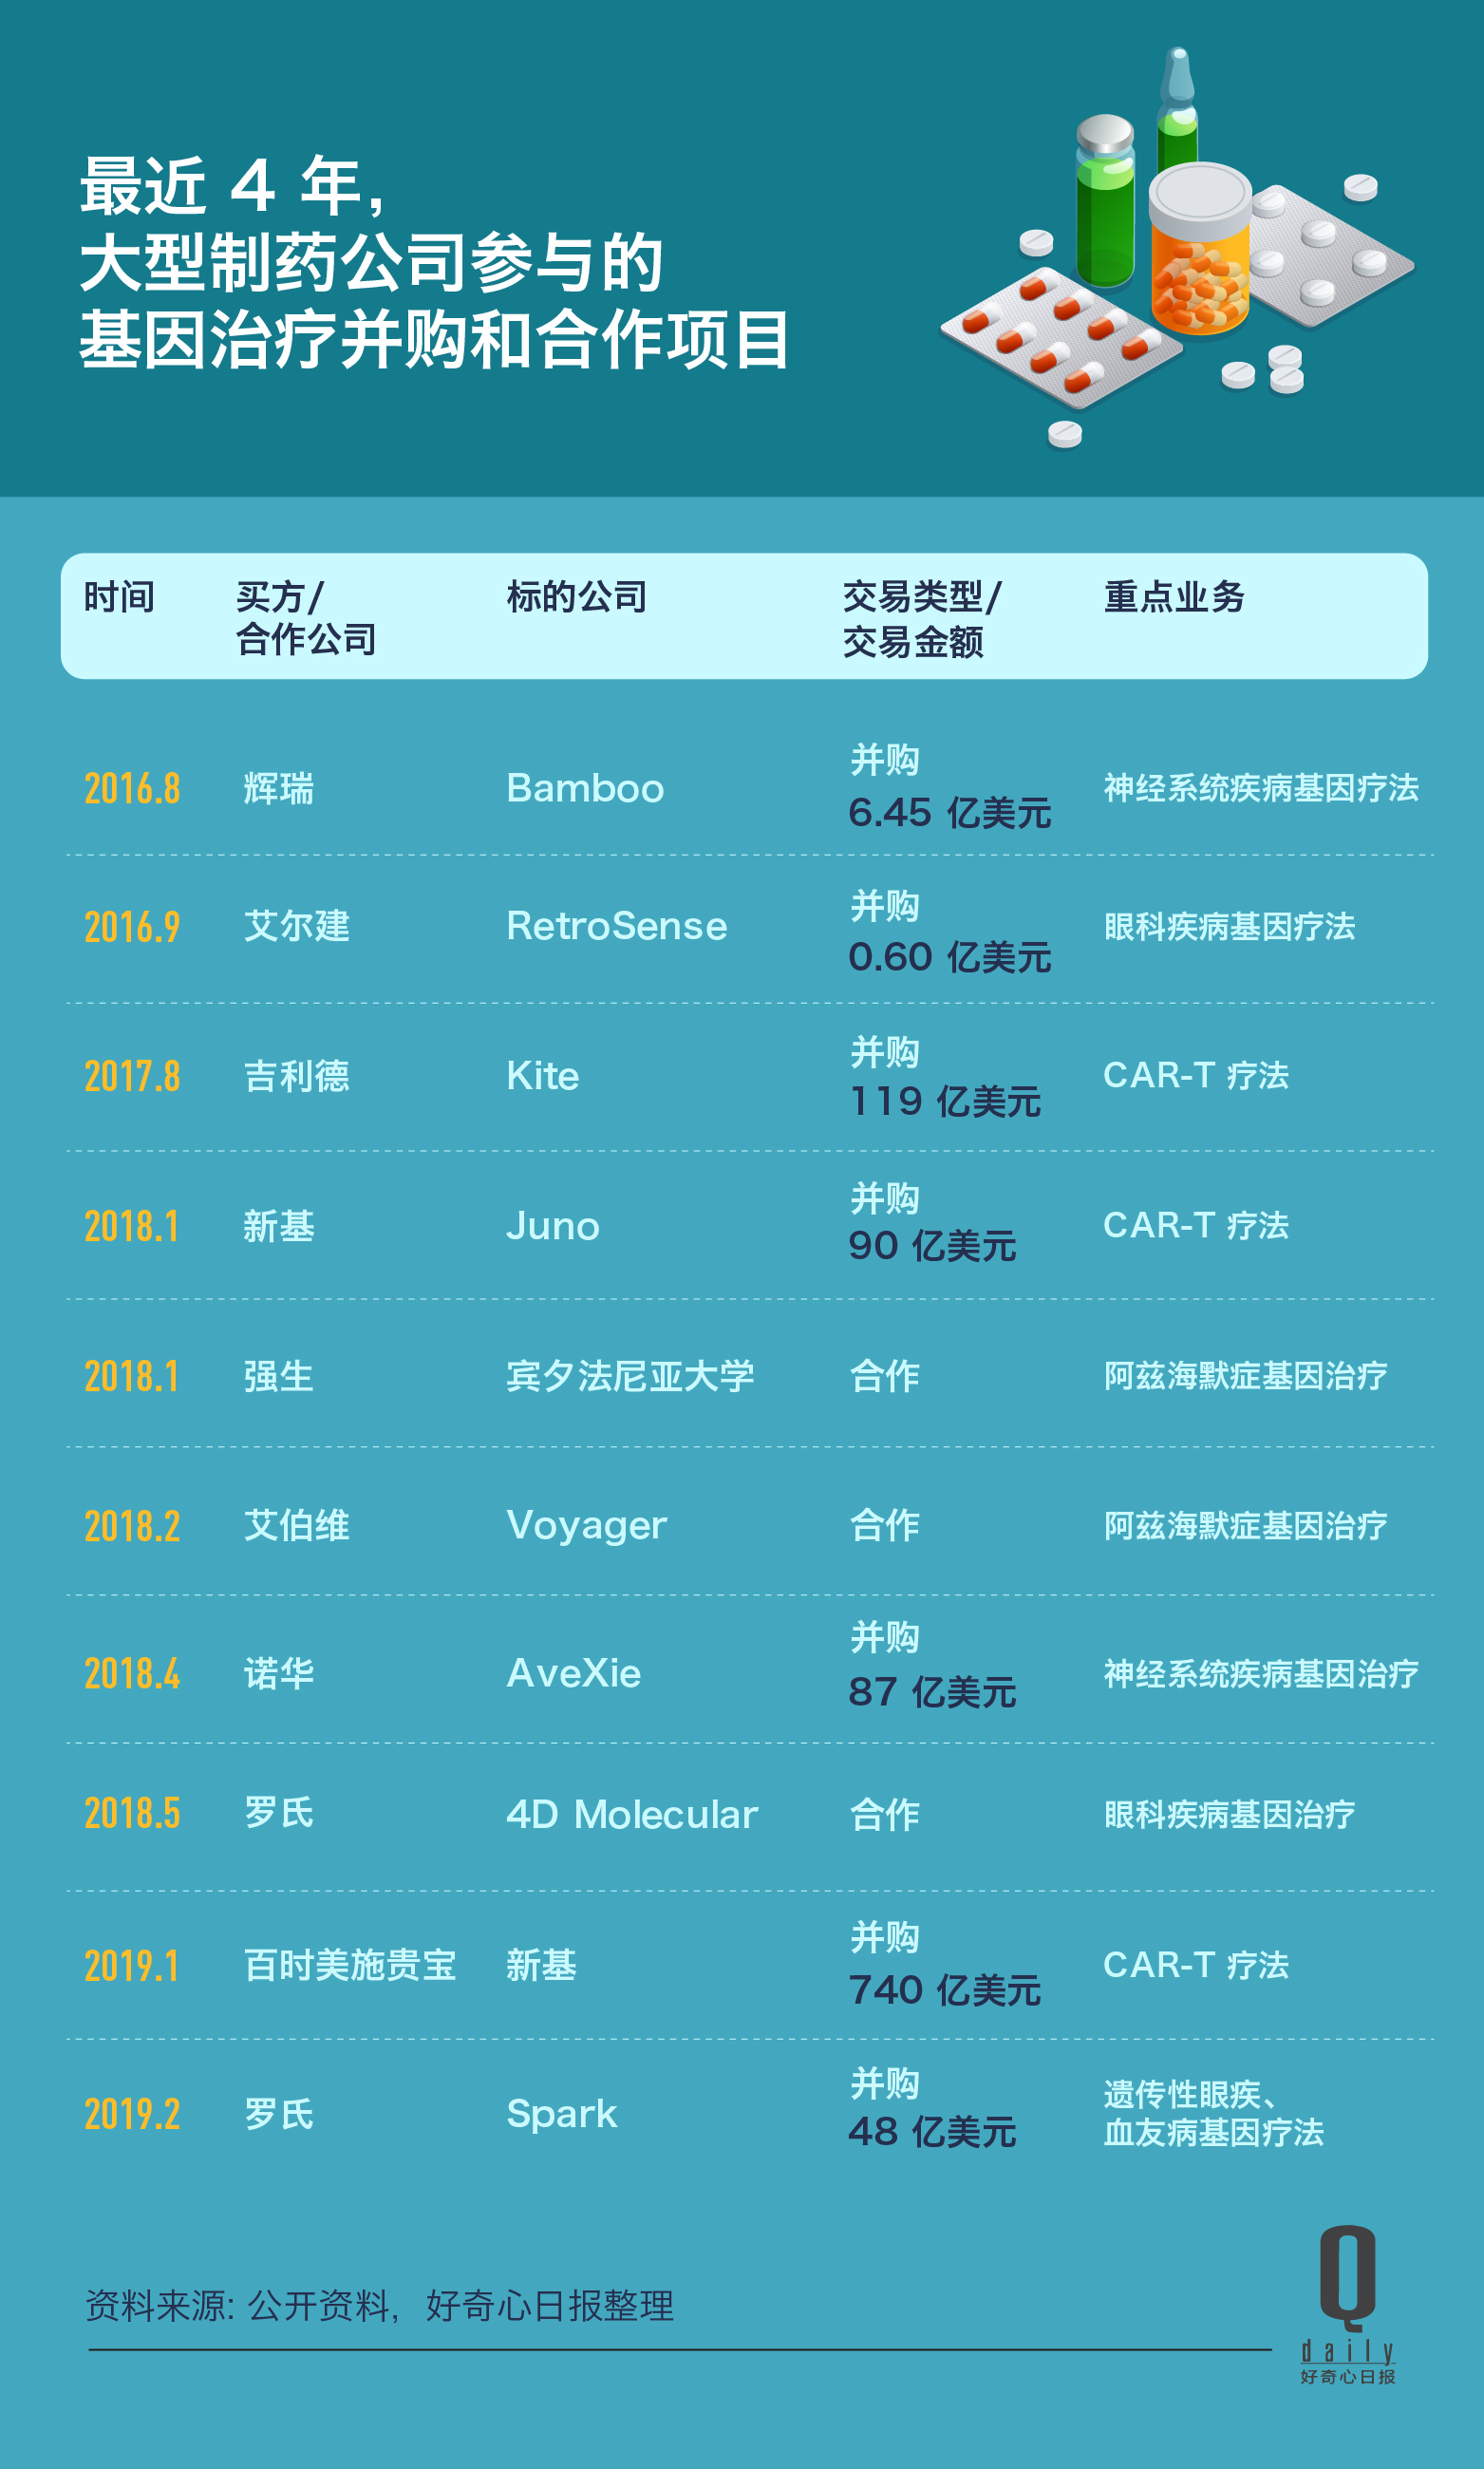 最近 4 年，
大型制药公司参与的
基因治疗并购和合作项目
时间
买方/
合作公司
标的公司
交易类型/
交易金额
重点业务
2016.8
辉瑞
Bamboo
并购
6.45 亿美元
神经系统疾病基因疗法
2016.9
艾尔建
RetroSense
并购
0.60 亿美元
眼科疾病基因疗法
2017.8
吉利德
Kite
并购
119 亿美元
CAR-T 疗法
2018.1
新基
Juno
并购
90 亿美元
CAR-T 疗法
2018.1
强生
宾夕法尼亚大学
合作
阿兹海默症基因治疗
2018.2
艾伯维
Voyager
合作
阿兹海默症基因治疗
2018.4
诺华
AveXie
并购
87 亿美元
神经系统疾病基因治疗
2018.5
罗氏
4D Molecular
合作
眼科疾病基因治疗
2019.1
百时美施贵宝
新基
并购
740 亿美元
CAR-T 疗法
2019.2
罗氏
Spark
并购
48 亿美元
遗传性眼疾、
血友病基因疗法
资料来源: 公开资料，好奇心日报整理
Q
daily
好奇心日报